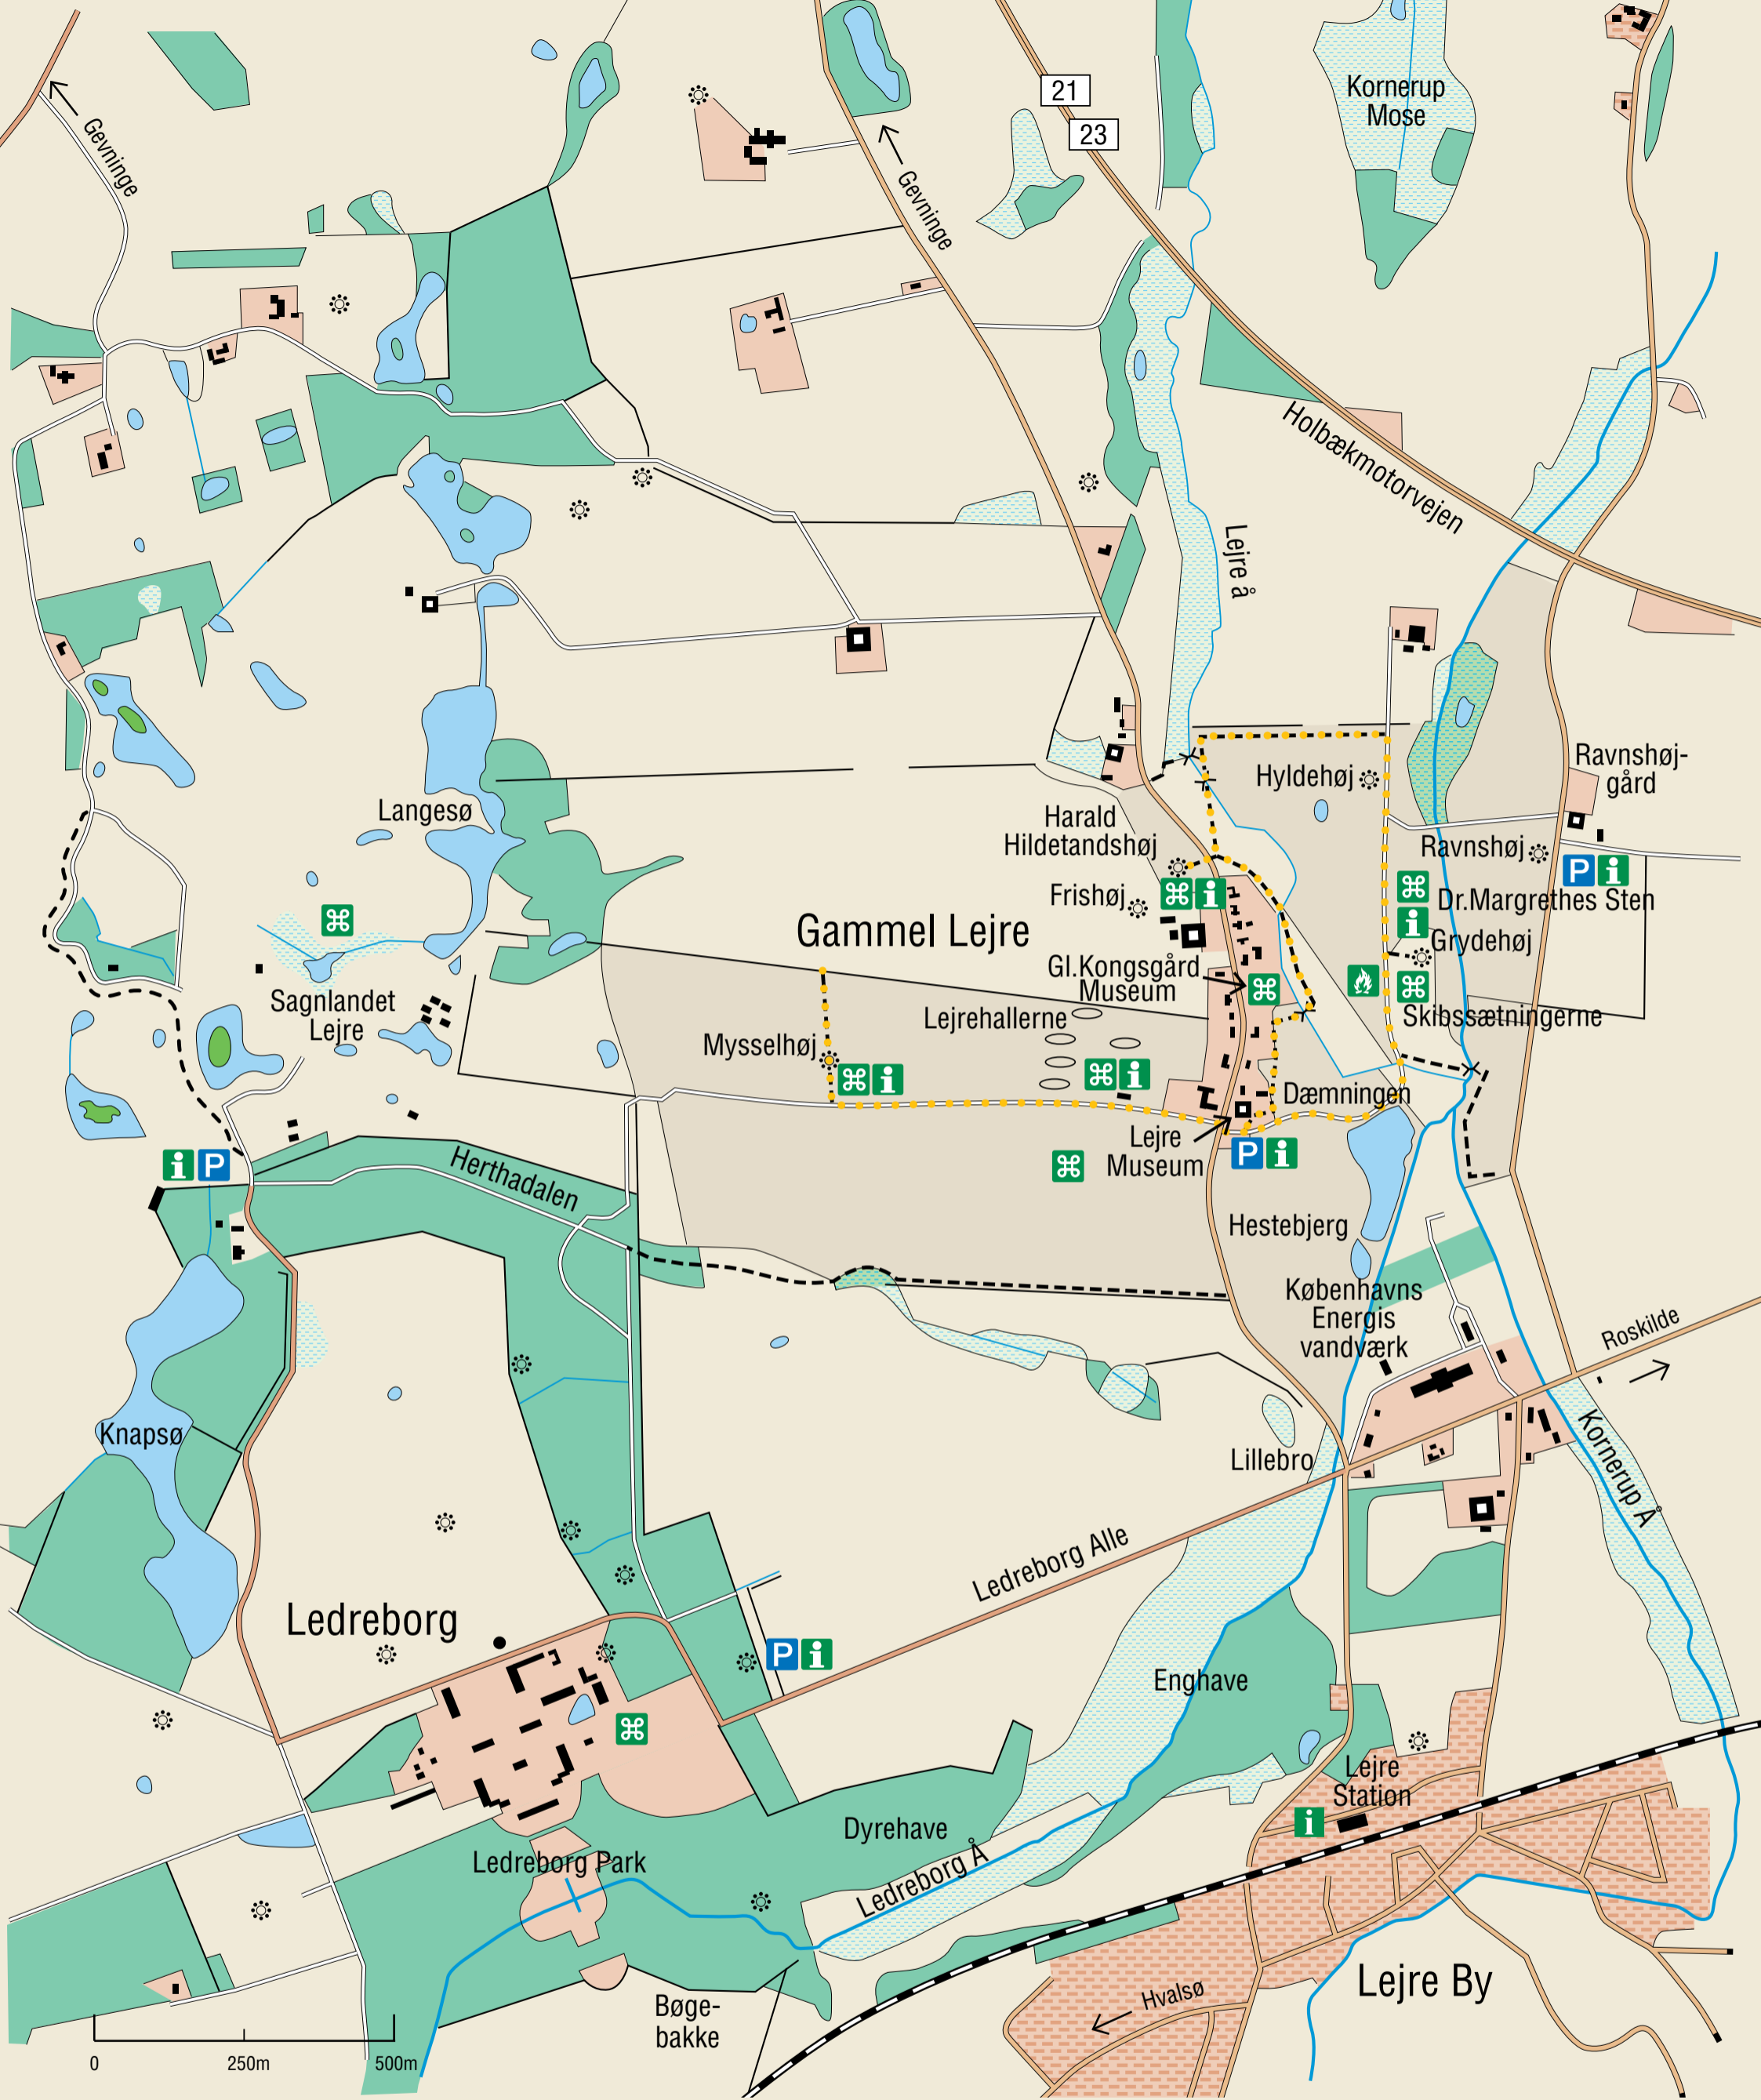 21
23
Kornerup
Mose
Gevninge
Gevninge
Holbækmotorvejen
Lejre å
Ravnshøj-
gård
Hyldehøj
Langesø
Harald
Hildetandshøj
Ravnshøj
P i
Frishøj
⌘ i
⌘
Dr.Margrethes Sten
i
Gammel Lejre
Grydehøj
⌘
Gl.Kongsgård
Museum
⌘
⌘
Sagnlandet
Lejre
Lejrehallerne
Skibssætningerne
Mysselhøj
⌘ i
⌘ i
Dæmningen
Lejre
Museum
P i
i P
⌘
Herthadalen
Hestebjerg
Københavns
Energis
vandværk
Roskilde
Knapsø
Lillebro
Kornerup Å
Ledreborg Alle
Ledreborg
P i
Enghave
⌘
Lejre
Station
i
Dyrehave
Ledreborg Park
Ledreborg Å
Lejre By
Hvalsø
Bøge-
bakke
0 250m 500m